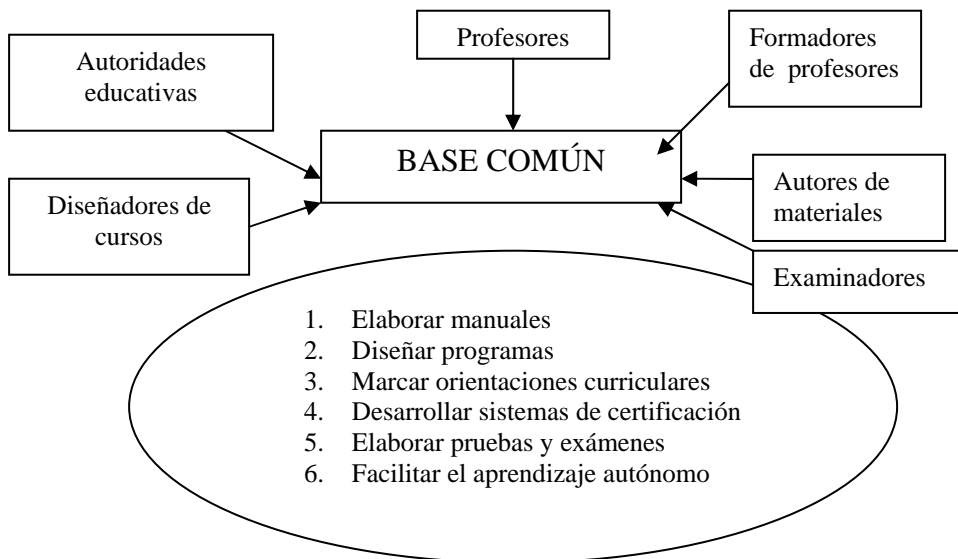 Autoridades
educativas
Profesores
Formadores
de profesores
BASE COMÚN
Diseñadores de
cursos
Autores de
materiales
Examinadores
1. Elaborar manuales
2. Diseñar programas
3. Marcar orientaciones curriculares
4. Desarrollar sistemas de certificación
5. Elaborar pruebas y exámenes
6. Facilitar el aprendizaje autónomo